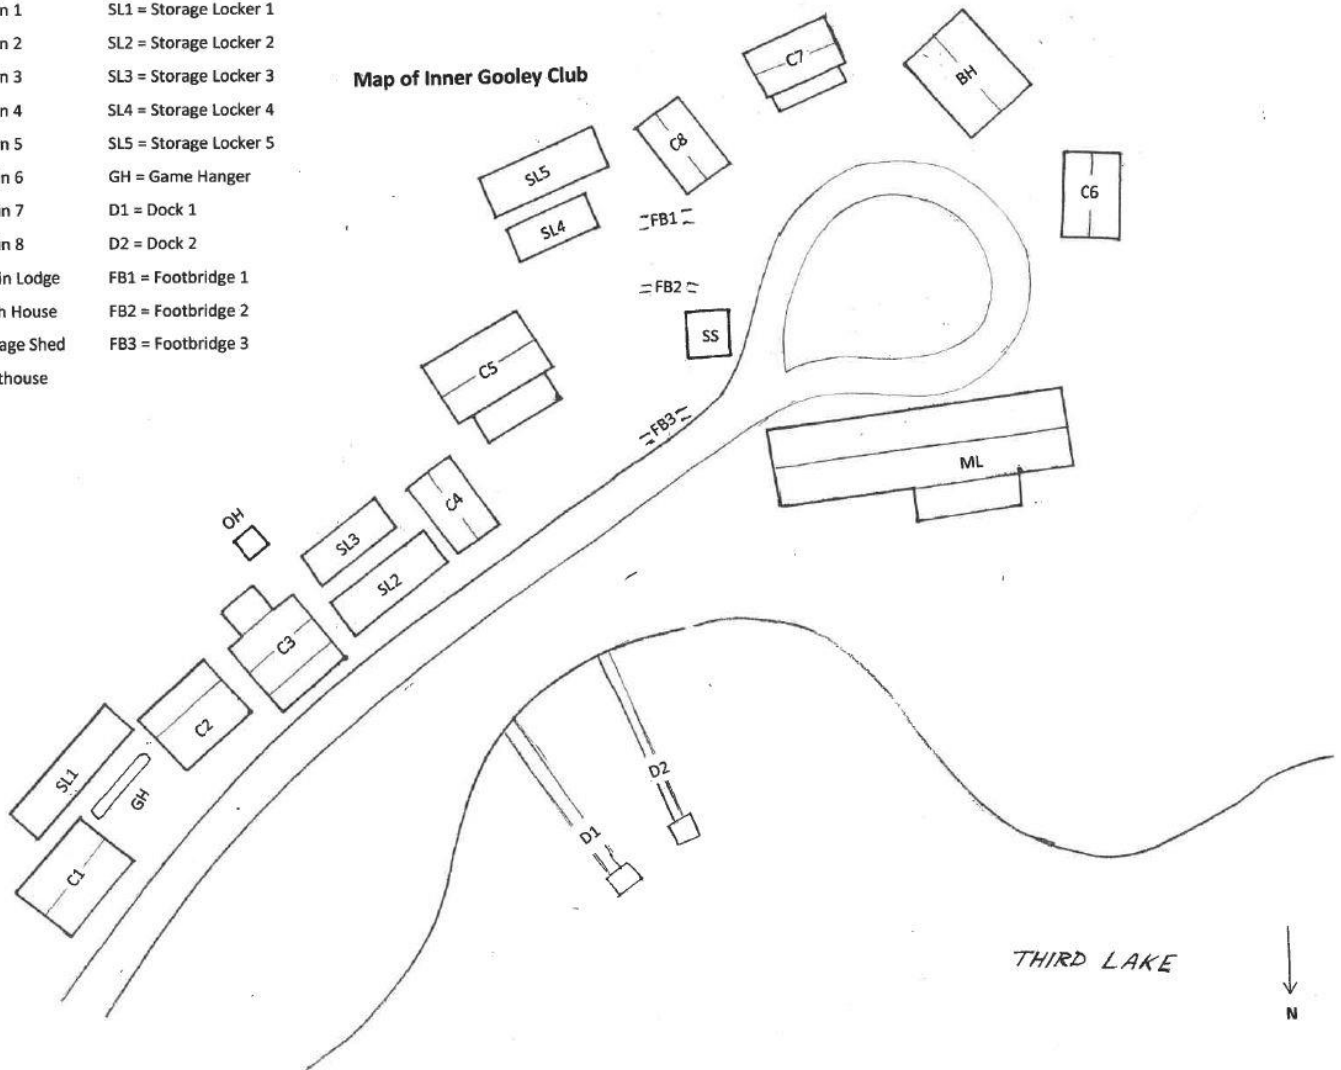 n 1 SL1 = Storage Locker 1
n 2 SL2 = Storage Locker 2
n 3 SL3 = Storage Locker 3
n 4 SL4 = Storage Locker 4
n 5 SL5 = Storage Locker 5
in 6 GH = Game Hanger
in 7 D1 = Dock 1
in 8 D2 = Dock 2
in Lodge FB1 = Footbridge 1
h House FB2 = Footbridge 2
age Shed FB3 = Footbridge 3
thouse
Map of Inner Gooley Club
C7
BH
C8
SL5
C6
FB1
SL4
FB2
SS
C5
FB3
ML
C4
OH
SL3
SL2
C3
C2
SL1
GH
D2
D1
C1
THIRD LAKE
N